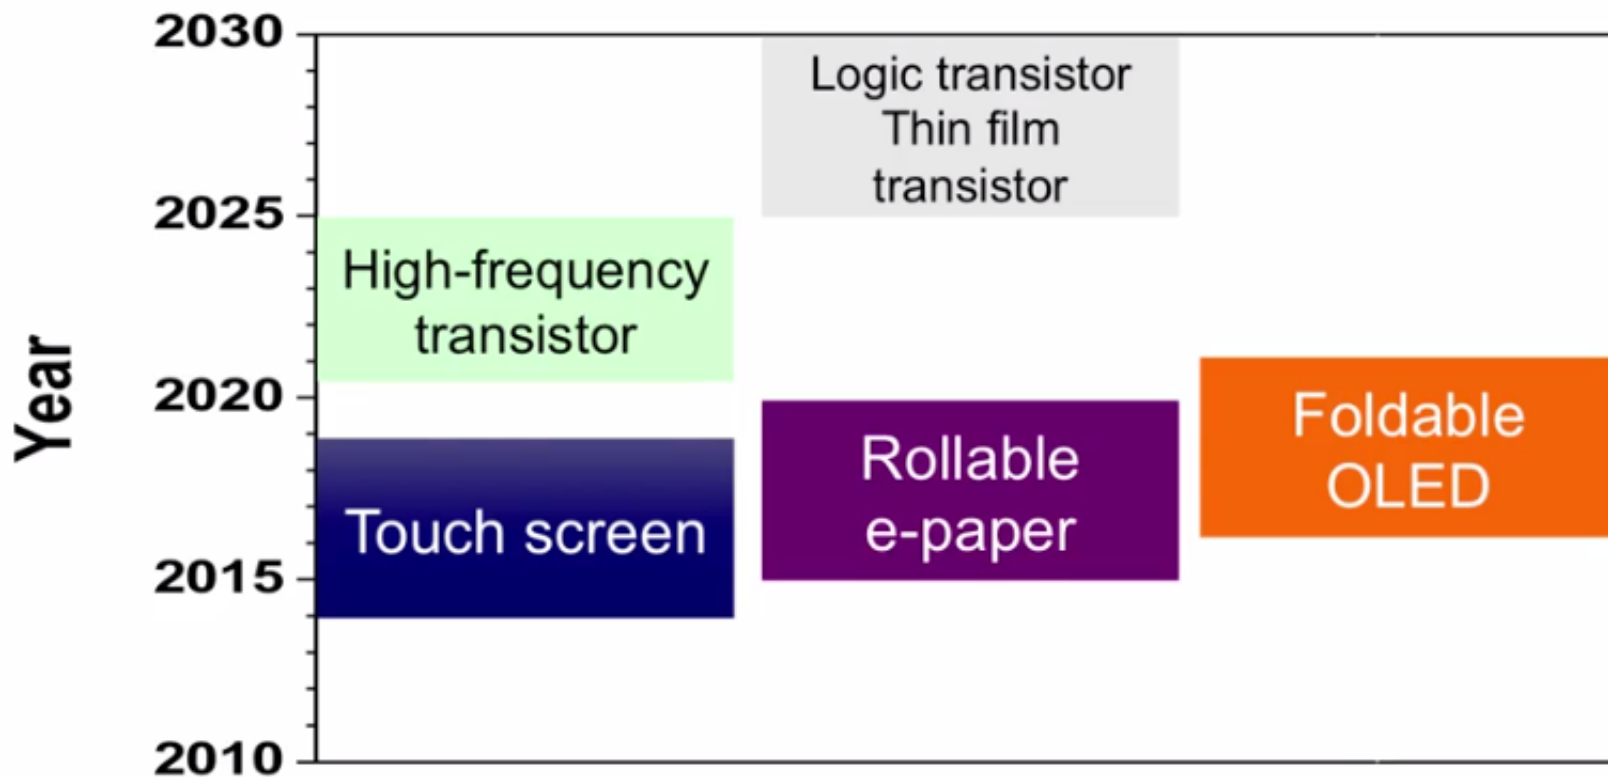 Year
2030
2025
2020
2015
2010
Logic transistor
Thin film
transistor
High-frequency
transistor
Touch screen
Rollable
e-paper
Foldable
OLED